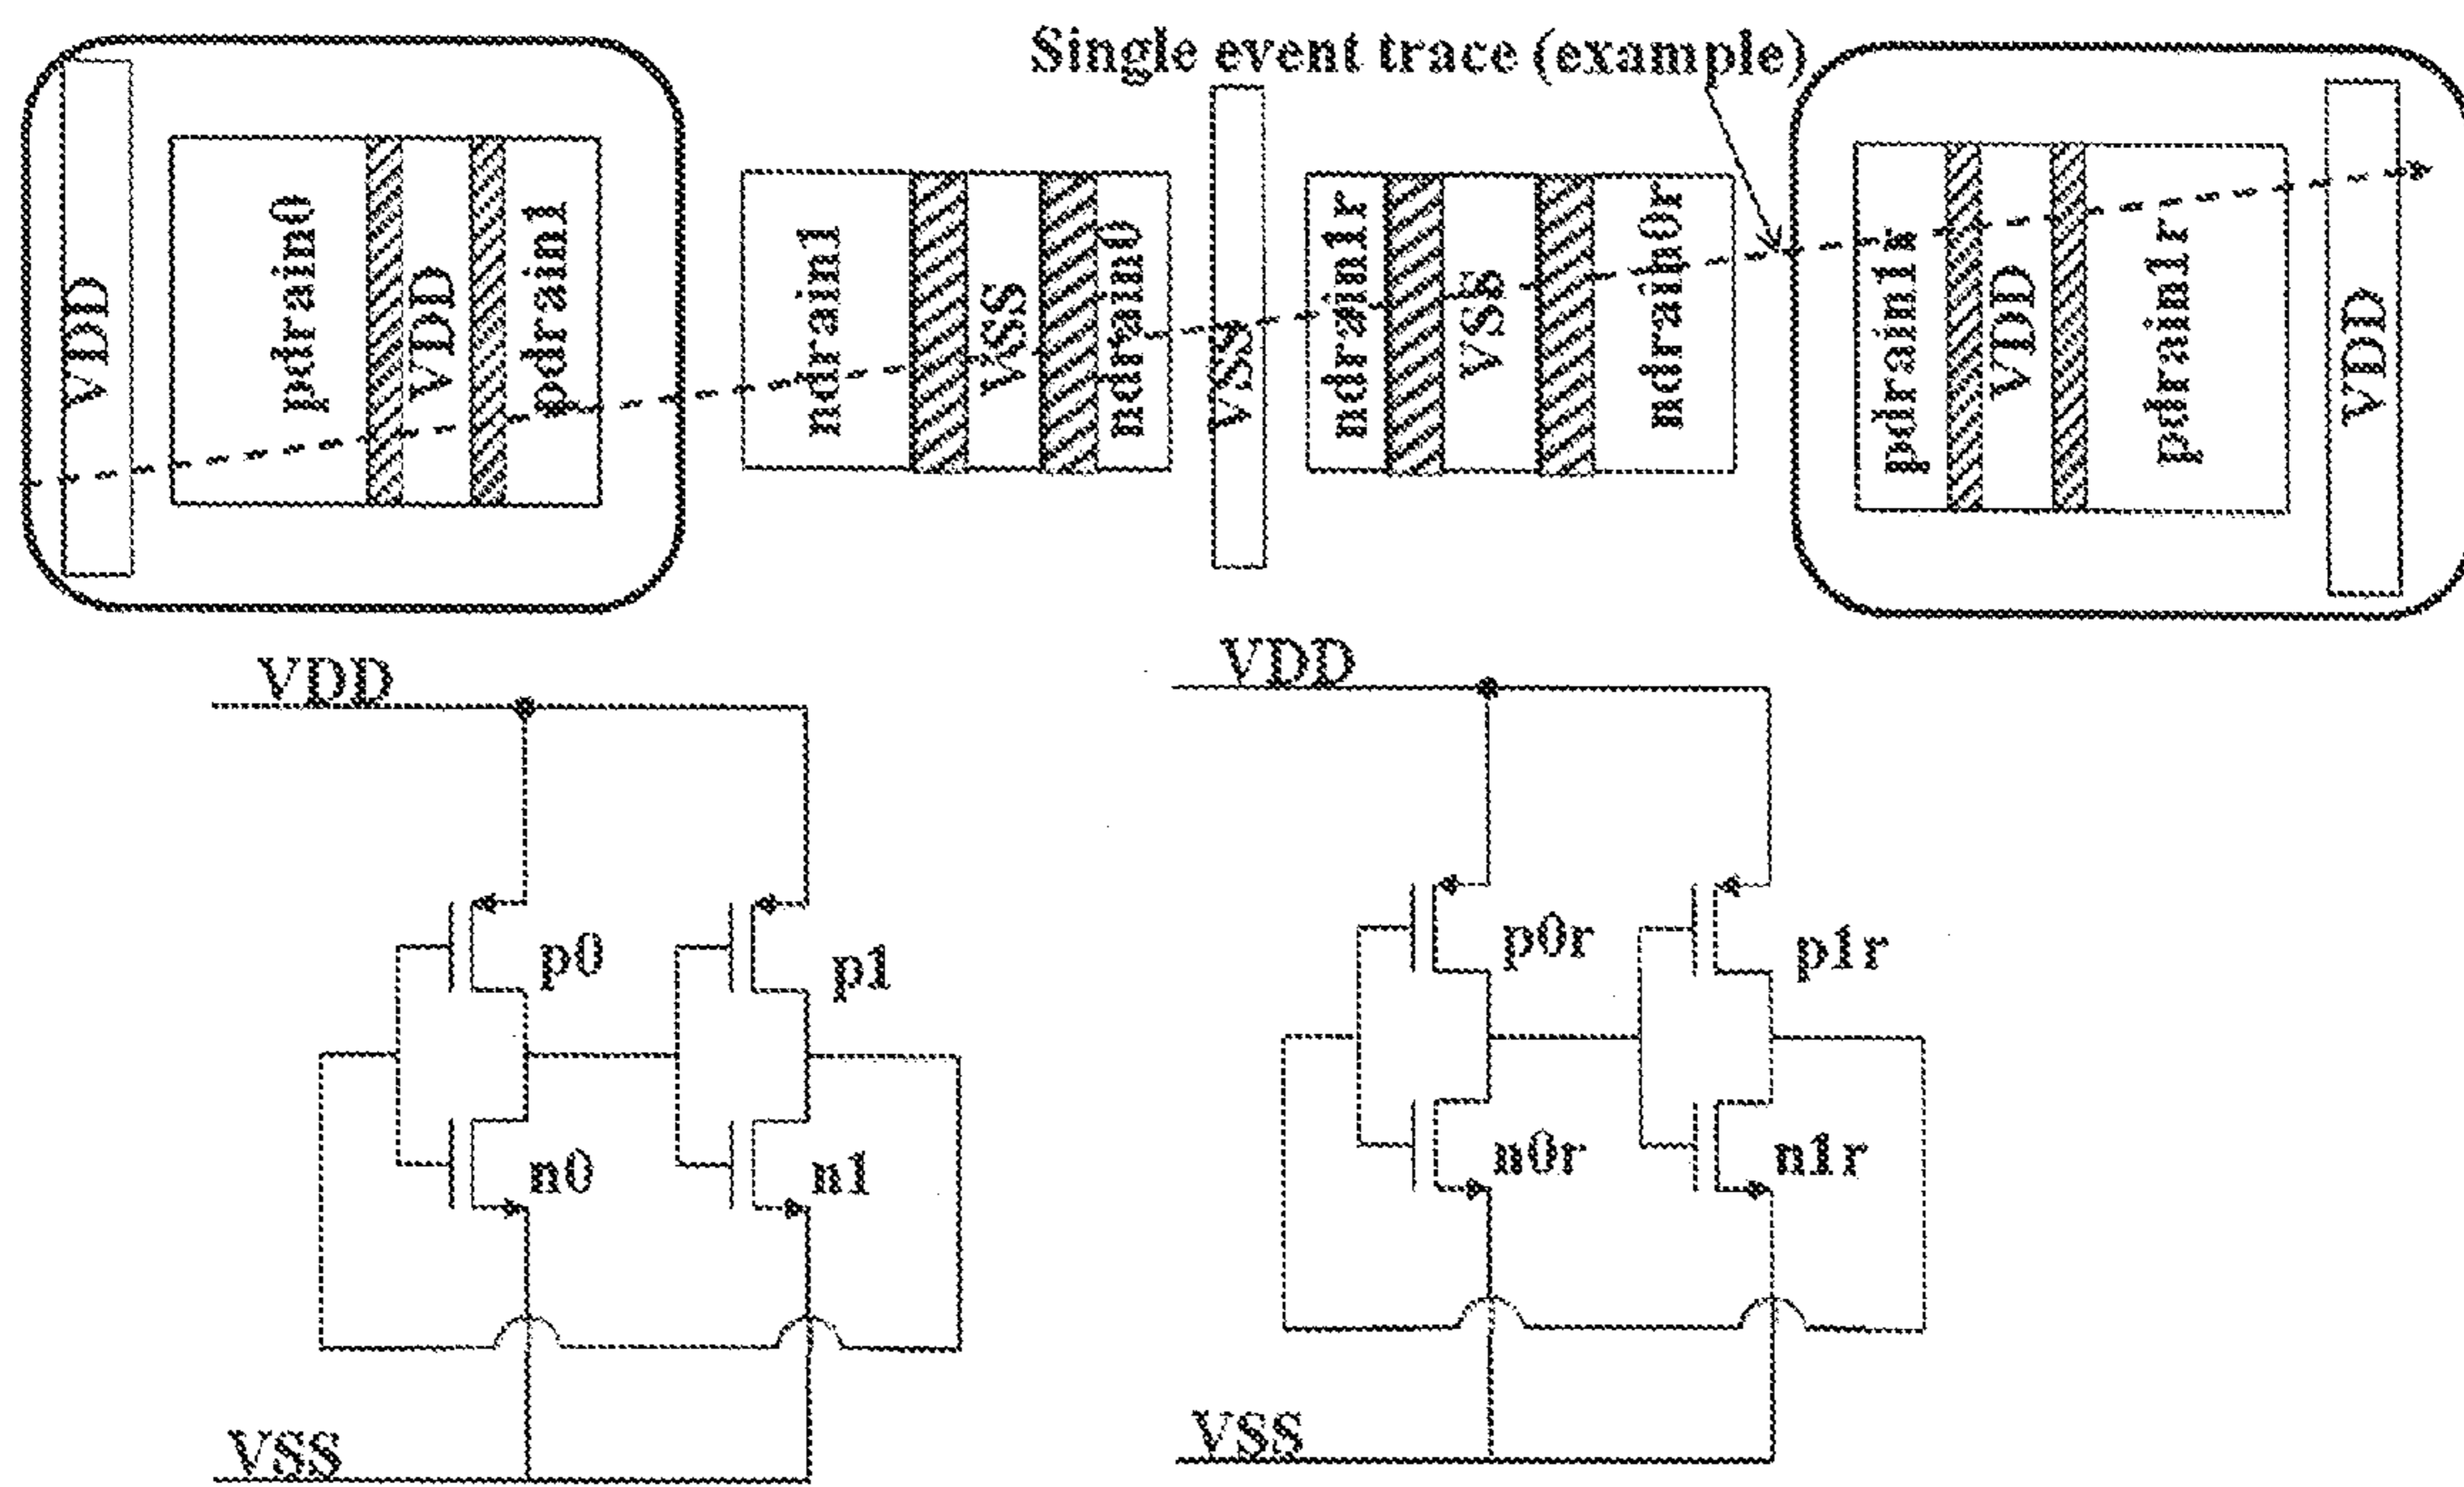 Single event trace (example)
VDD
pdrain0
VDD
pdrain1
ndrain1
VSS
ndrain0
VSS
ndrain1r
VSS
ndrain0r
pdrain1r
VDD
pdrain1r
VDD
VDD
p0
p1
n0
n1
VSS
VDD
p0r
p1r
n0r
n1r
VSS